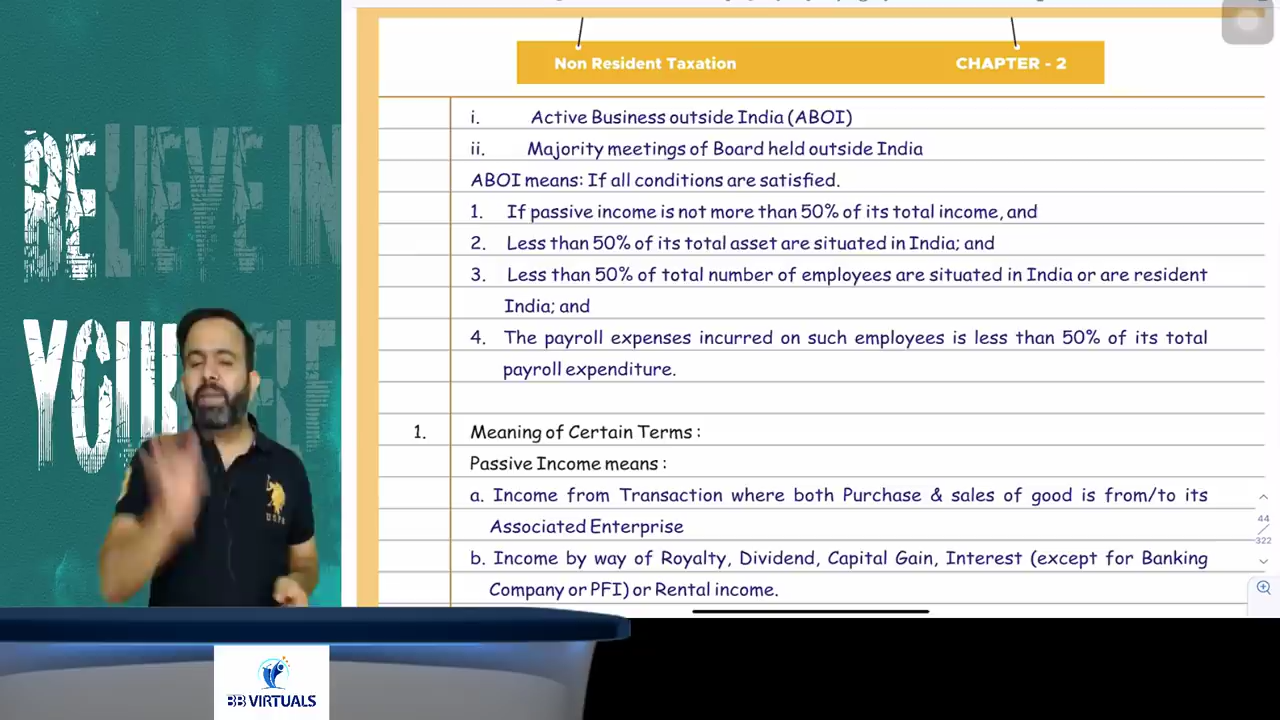 Non Resident Taxation CHAPTER - 2
i. Active Business outside India (ABOI)
ii. Majority meetings of Board held outside India
ABOI means: If all conditions are satisfied.
1. If passive income is not more than 50% of its total income, and
2. Less than 50% of its total asset are situated in India; and
3. Less than 50% of total number of employees are situated in India or are resident
India; and
4. The payroll expenses incurred on such employees is less than 50% of its total
payroll expenditure.
1. Meaning of Certain Terms :
Passive Income means :
a. Income from Transaction where both Purchase & sales of good is from/to its
Associated Enterprise
b. Income by way of Royalty, Dividend, Capital Gain, Interest (except for Banking
Company or PFI) or Rental income.
44
322
BELIEVE IN
YOURSELF
USPA
BB VIRTUALS